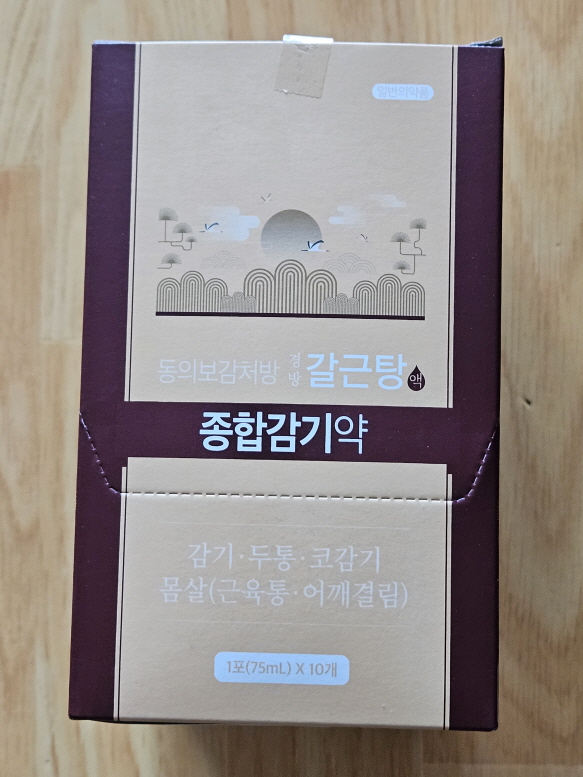 일반의약품
동의보감처방 경방 갈근탕액
종합감기약
감기·두통·코감기
몸살(근육통·어깨결림)
1포(75mL) X 10개